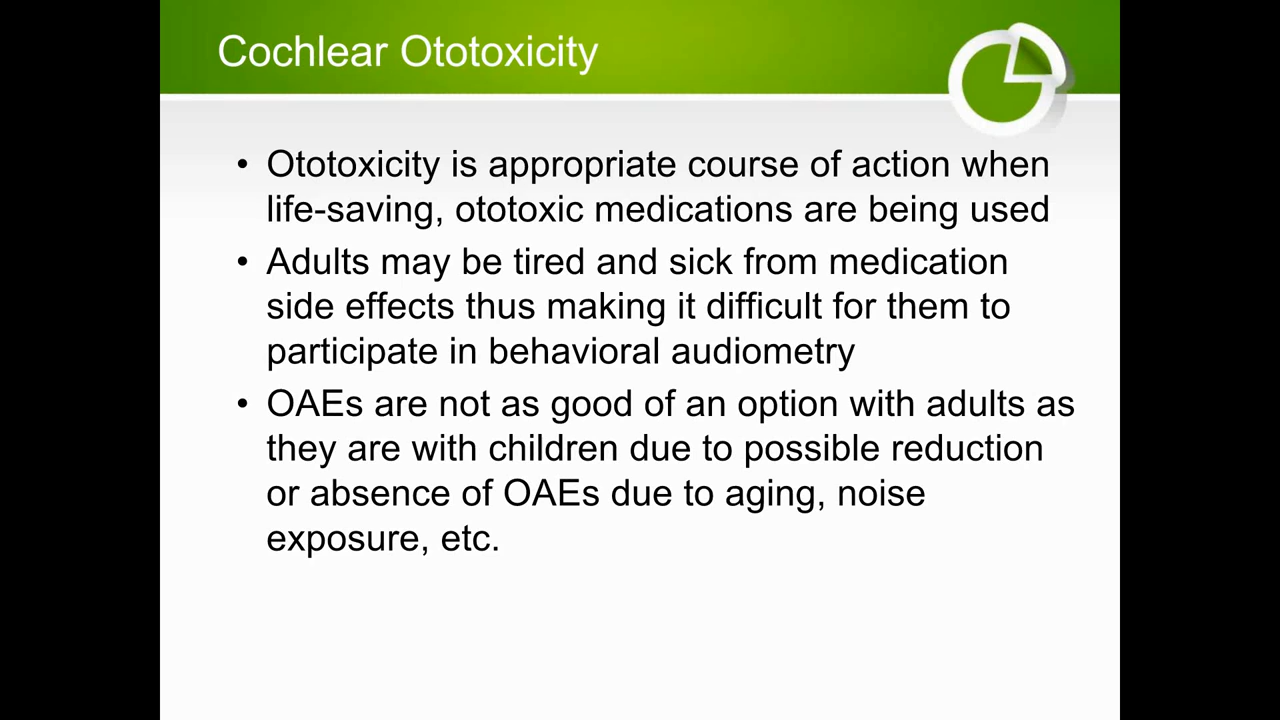 Cochlear Ototoxicity
• Ototoxicity is appropriate course of action when
life-saving, ototoxic medications are being used
• Adults may be tired and sick from medication
side effects thus making it difficult for them to
participate in behavioral audiometry
• OAEs are not as good of an option with adults as
they are with children due to possible reduction
or absence of OAEs due to aging, noise
exposure, etc.